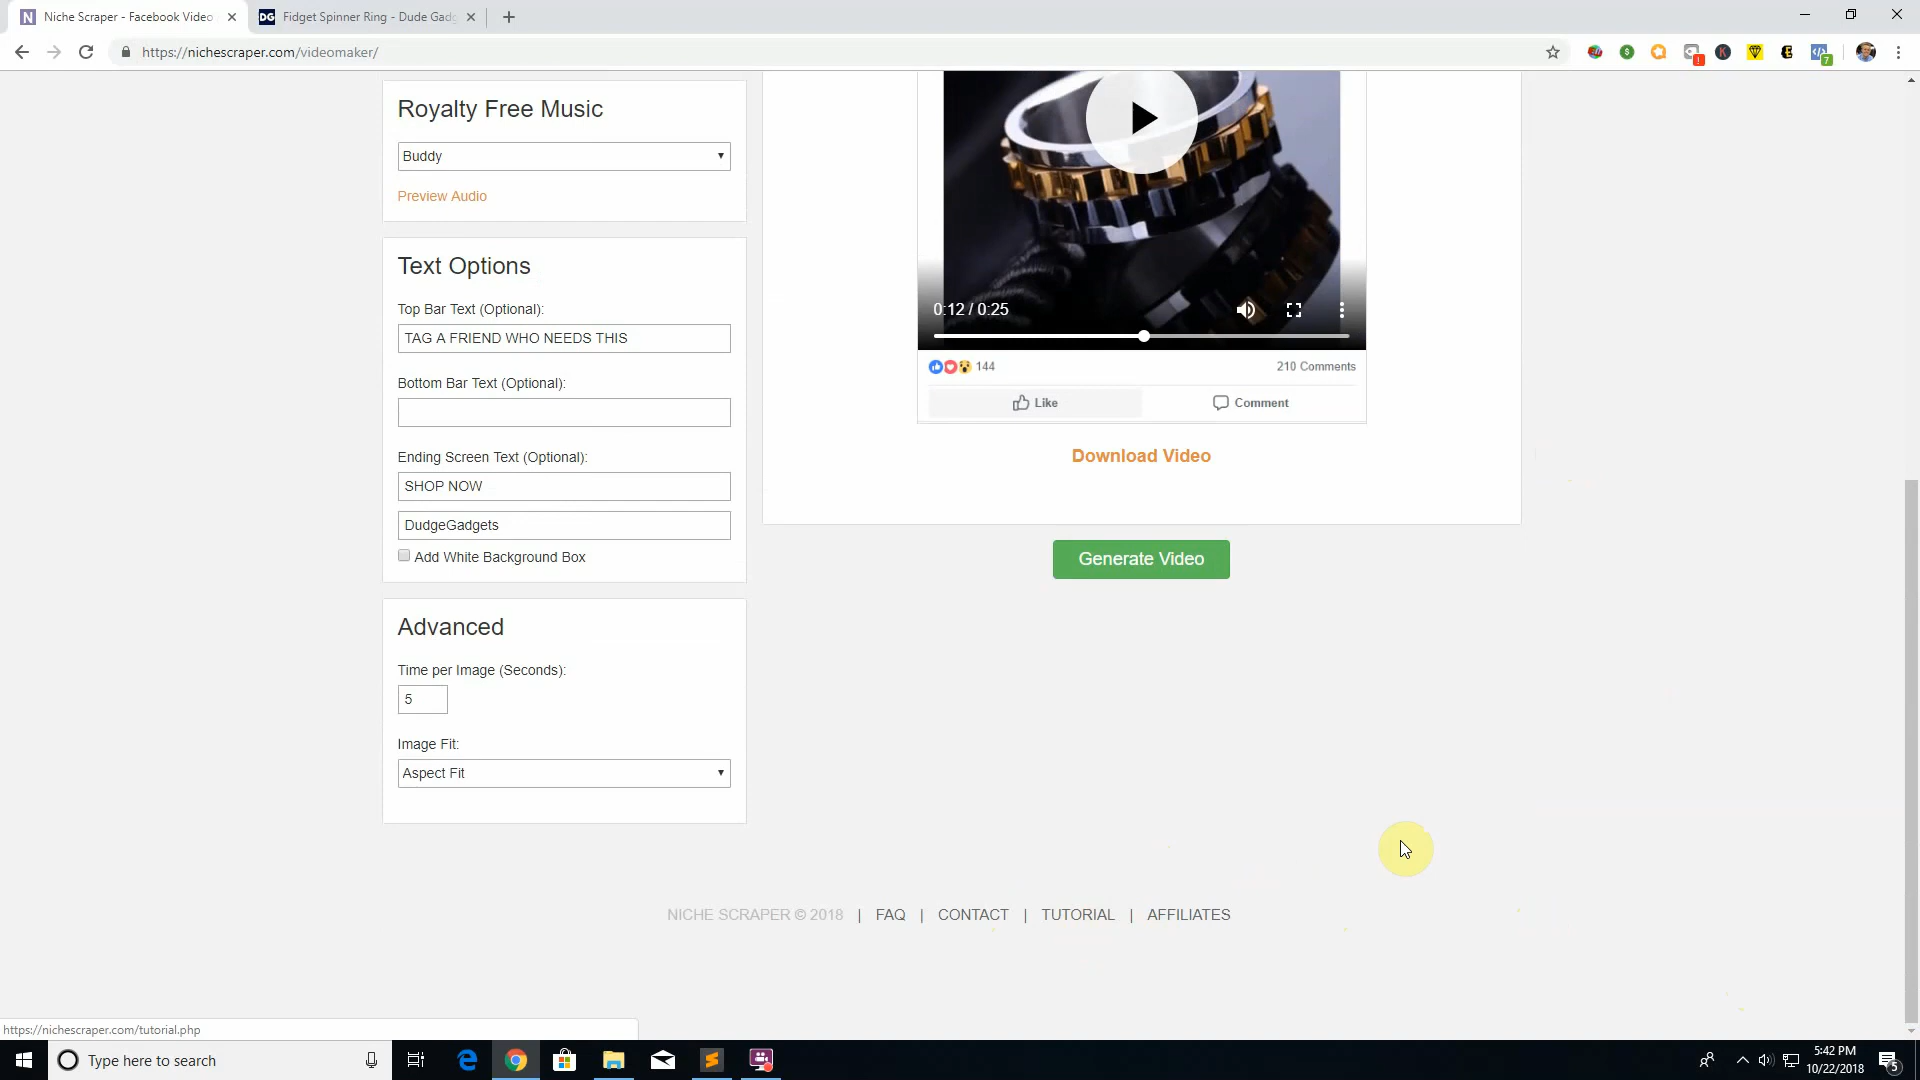 Niche Scraper - Facebook Video
Fidget Spinner Ring - Dude Gadg
https://nichescraper.com/videomaker/
7
Royalty Free Music
Buddy
Preview Audio
Text Options
Top Bar Text (Optional):
TAG A FRIEND WHO NEEDS THIS
Bottom Bar Text (Optional):
Ending Screen Text (Optional):
SHOP NOW
DudgeGadgets
Add White Background Box
Advanced
Time per Image (Seconds):
5
Image Fit:
Aspect Fit
0:12 / 0:25
144
210 Comments
Like
Comment
Download Video
Generate Video
NICHE SCRAPER © 2018 | FAQ | CONTACT | TUTORIAL | AFFILIATES
https://nichescraper.com/tutorial.php
Type here to search
5:42 PM
10/22/2018
5